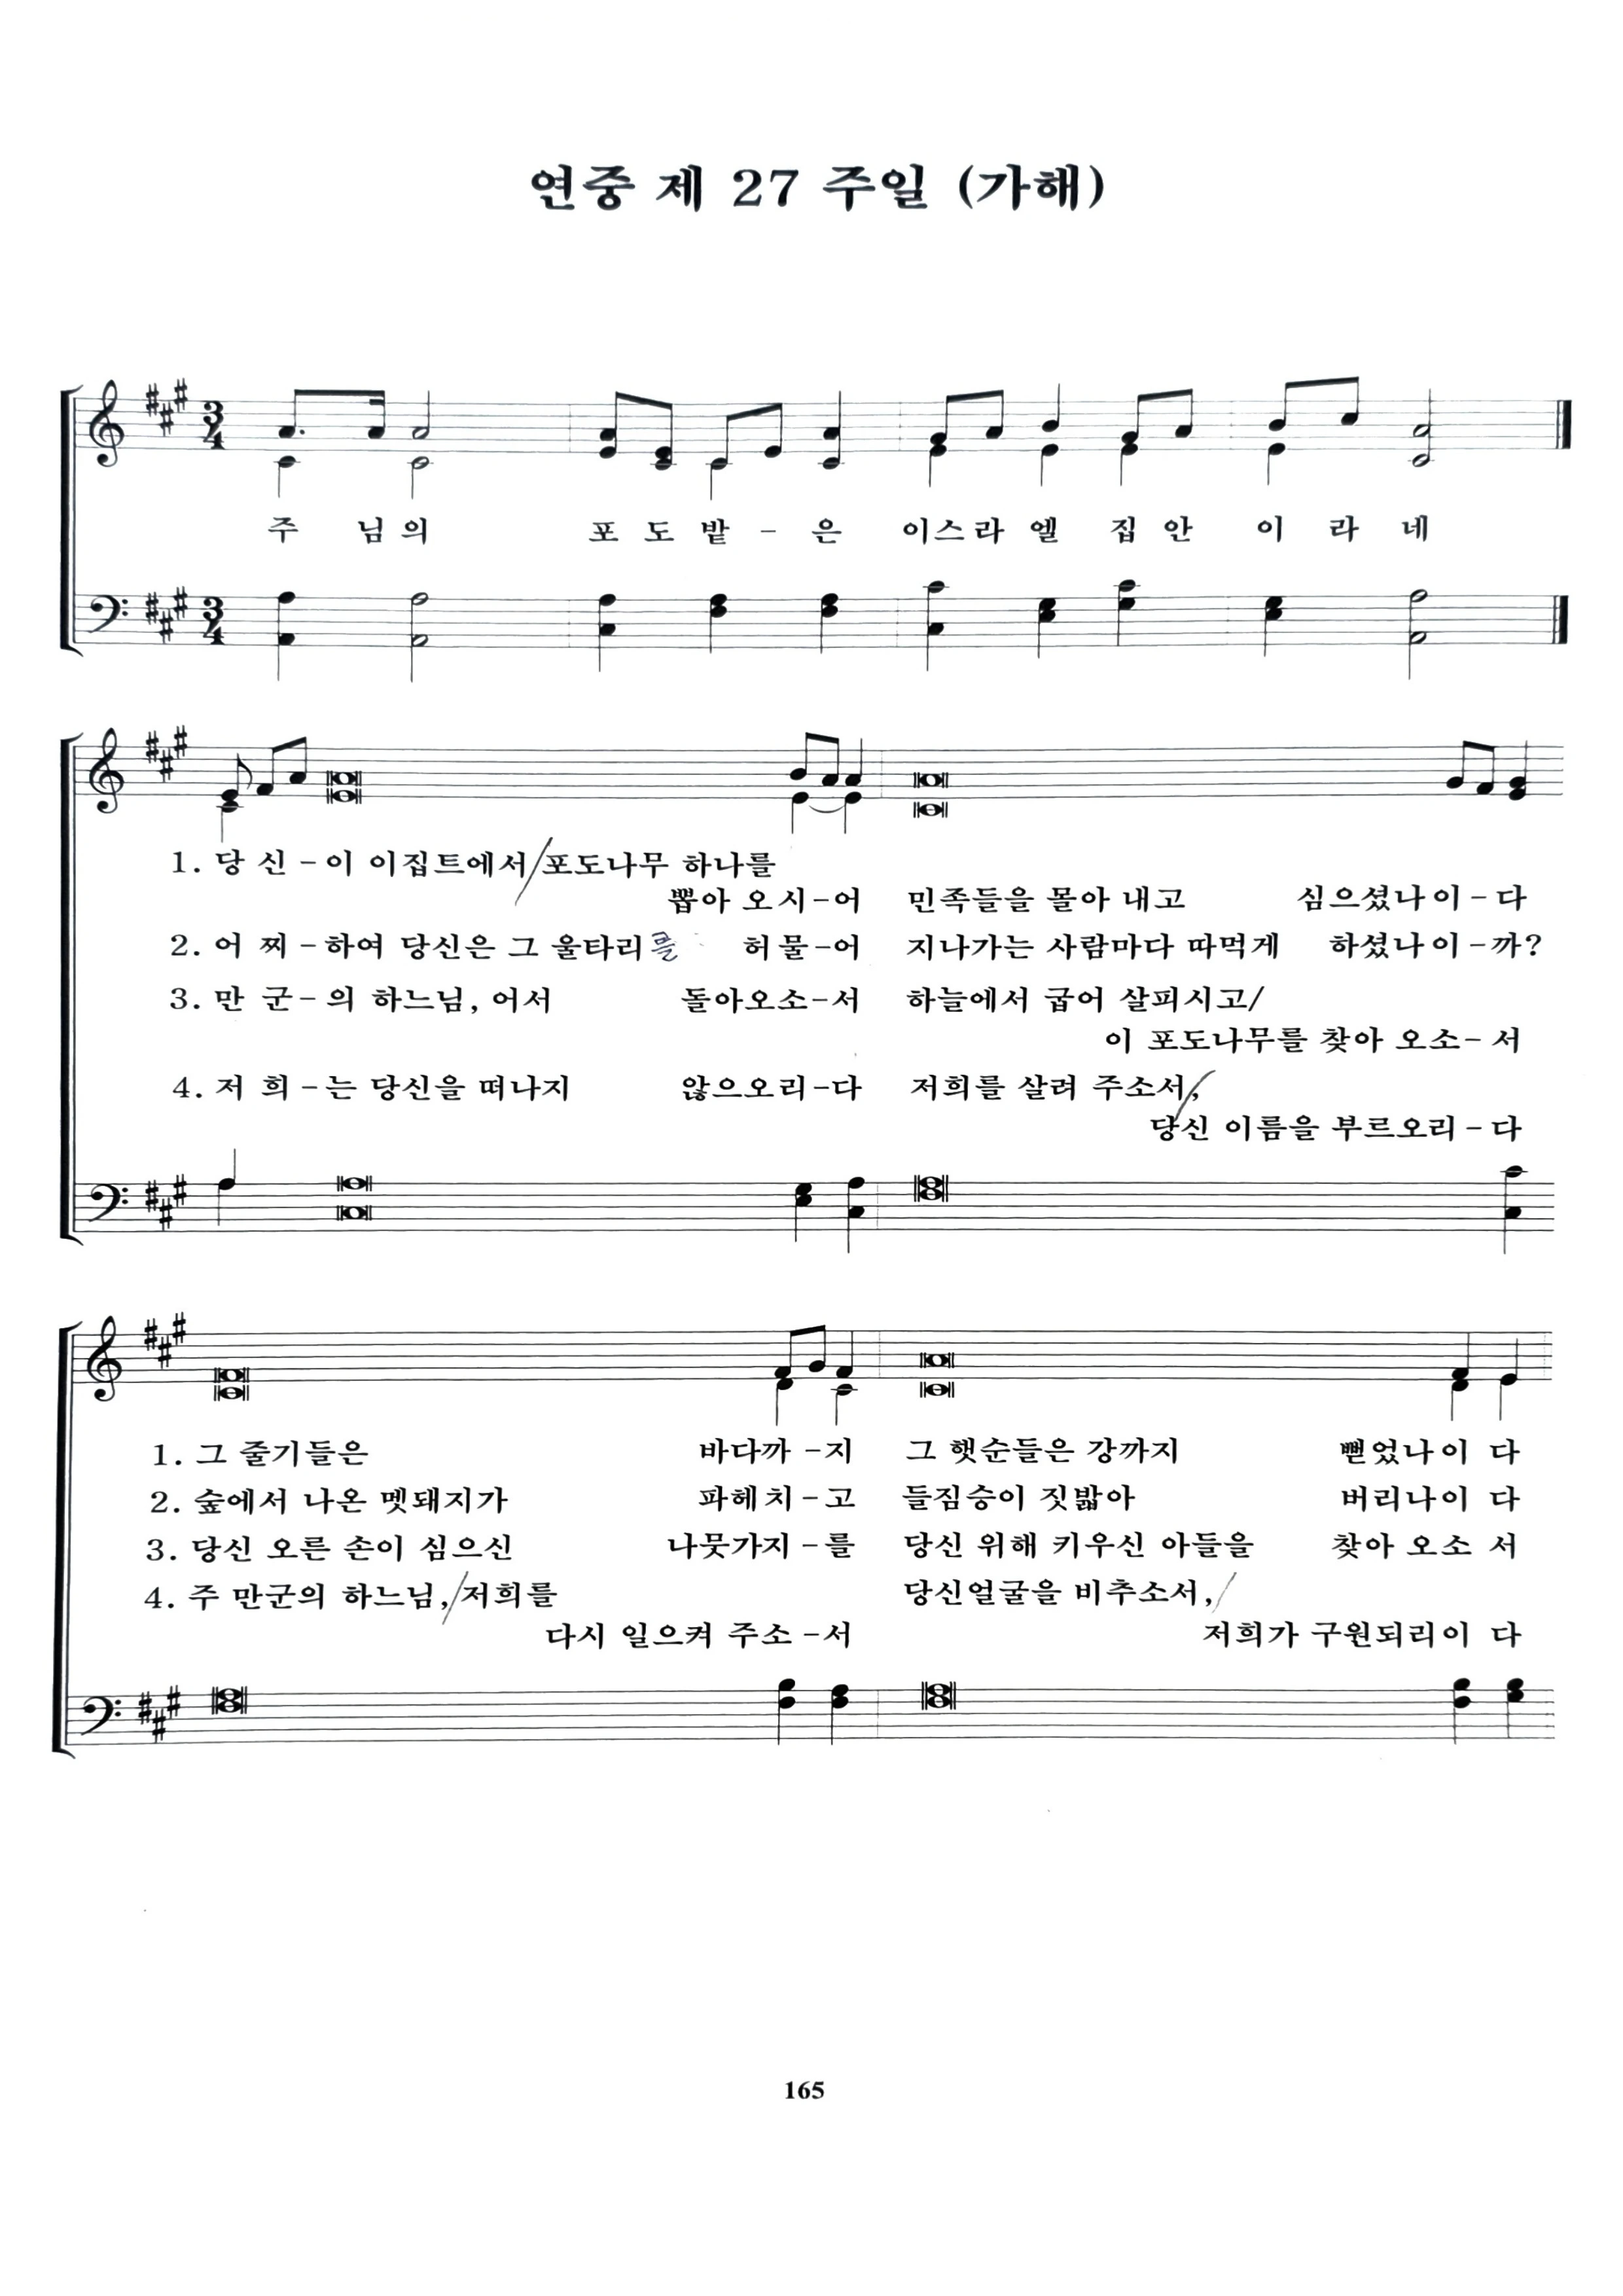 연중 제 27 주일 (가해)
3/4
주 님 의 포 도 밭 - 은 이스라 엘 집 안 이 라 네
3/4
1. 당 신 - 이 이집트에서/포도나무 하나를
뽑아 오시-어 민족들을 몰아 내고 심으셨나이-다
2. 어 찌 - 하여 당신은 그 울타리를 허물-어 지나가는 사람마다 따먹게 하셨나이-까?
3. 만 군 - 의 하느님, 어서 돌아오소-서 하늘에서 굽어 살피시고/
이 포도나무를 찾아 오소-서
4. 저 희 - 는 당신을 떠나지 않으오리-다 저희를 살려 주소서,/
당신 이름을 부르오리-다
1. 그 줄기들은 바다까-지 그 햇순들은 강까지 뻗었나이 다
2. 숲에서 나온 멧돼지가 파헤치-고 들짐승이 짓밟아 버리나이 다
3. 당신 오른 손이 심으신 나뭇가지-를 당신 위해 키우신 아들을 찾아 오소 서
4. 주 만군의 하느님,/저희를 당신얼굴을 비추소서,/
다시 일으켜 주소-서 저희가 구원되리이 다
165